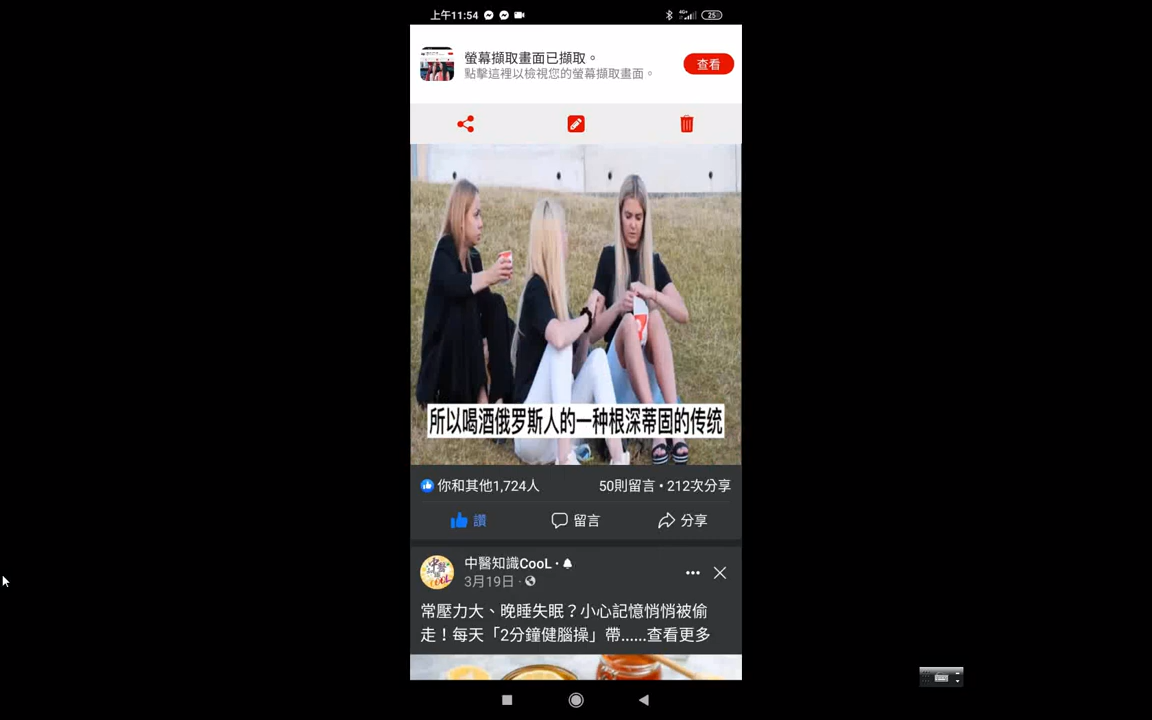 上午11:54
4G+
25
螢幕擷取畫面已擷取。
點擊這裡以檢視您的螢幕擷取畫面。
查看
所以喝酒俄罗斯人的一种根深蒂固的传统
你和其他1,724人
50則留言 • 212次分享
讚
留言
分享
中醫知識CooL ·
3月19日 ·
常壓力大、晚睡失眠？小心記憶悄悄被偷
走！每天「2分鐘健腦操」帶......查看更多